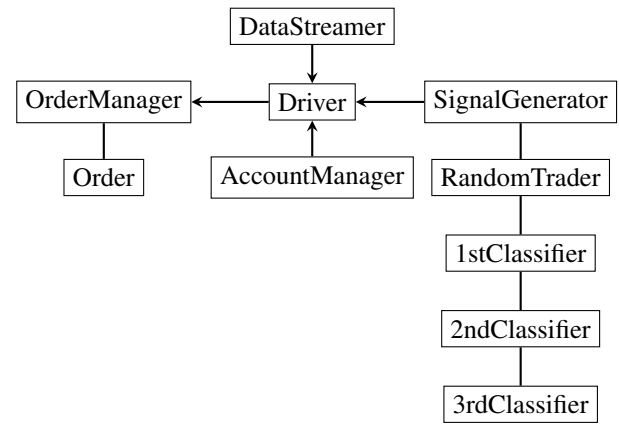 DataStreamer
OrderManager
Driver
SignalGenerator
Order
AccountManager
RandomTrader
1stClassifier
2ndClassifier
3rdClassifier